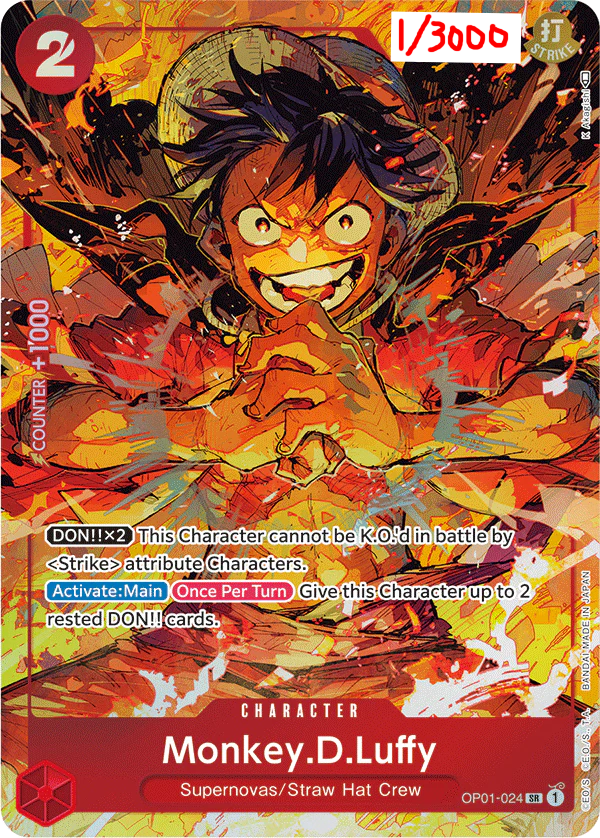 2
1/3000
打
STRIKE
K Akagishi
COUNTER +1000
DON!!×2 This Character cannot be K.O.'d in battle by
<Strike> attribute Characters.
Activate:Main Once Per Turn Give this Character up to 2
rested DON!! cards.
CHARACTER
Monkey.D.Luffy
Supernovas/Straw Hat Crew
OP01-024 SR 1
©E.O./S. ©E.O./S.,T.A. BANDAI MADE IN JAPAN